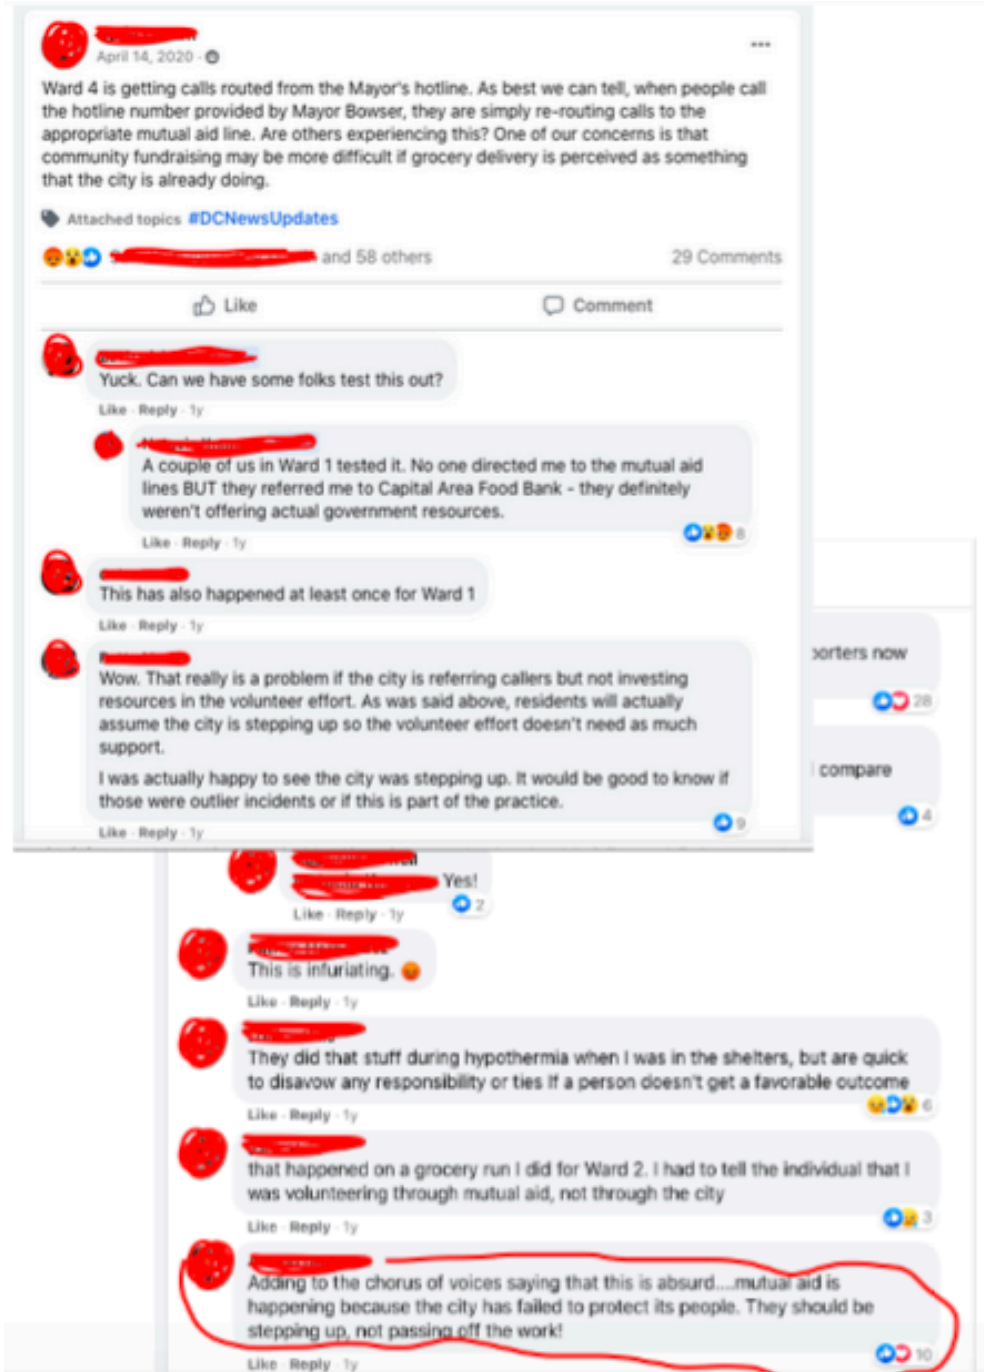 April 14, 2020
Ward 4 is getting calls routed from the Mayor's hotline. As best we can tell, when people call
the hotline number provided by Mayor Bowser, they are simply re-routing calls to the
appropriate mutual aid line. Are others experiencing this? One of our concerns is that
community fundraising may be more difficult if grocery delivery is perceived as something
that the city is already doing.
Attached topics #DCNewsUpdates
and 58 others 29 Comments
Like Comment
Yuck. Can we have some folks test this out?
Like · Reply · 1y
A couple of us in Ward 1 tested it. No one directed me to the mutual aid
lines BUT they referred me to Capital Area Food Bank - they definitely
weren't offering actual government resources.
8
Like · Reply · 1y
This has also happened at least once for Ward 1
Like · Reply · 1y
Wow. That really is a problem if the city is referring callers but not investing
resources in the volunteer effort. As was said above, residents will actually
assume the city is stepping up so the volunteer effort doesn't need as much
support.
I was actually happy to see the city was stepping up. It would be good to know if
those were outlier incidents or if this is part of the practice.
9
Like · Reply · 1y
porters now
28
compare
4
Yes!
2
Like · Reply · 1y
This is infuriating.
Like · Reply · 1y
They did that stuff during hypothermia when I was in the shelters, but are quick
to disavow any responsibility or ties If a person doesn't get a favorable outcome
6
Like · Reply · 1y
that happened on a grocery run I did for Ward 2. I had to tell the individual that I
was volunteering through mutual aid, not through the city
3
Like · Reply · 1y
Adding to the chorus of voices saying that this is absurd....mutual aid is
happening because the city has failed to protect its people. They should be
stepping up, not passing off the work!
10
Like · Reply · 1y